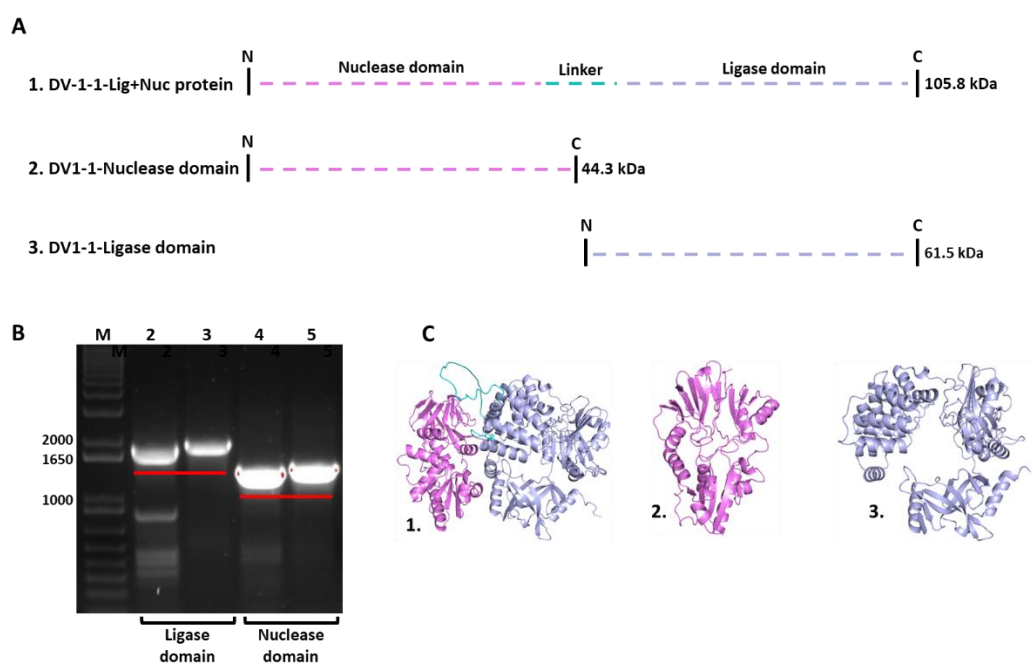 A
N
C
Nuclease domain
Linker
Ligase domain
1. DV-1-1-Lig+Nuc protein
105.8 kDa
N
C
2. DV1-1-Nuclease domain
44.3 kDa
N
C
3. DV1-1-Ligase domain
61.5 kDa
B
M 2 3 4 5
M 2 3 4 5
2000
1650
1000
Ligase
domain
Nuclease
domain
C
1.
2.
3.